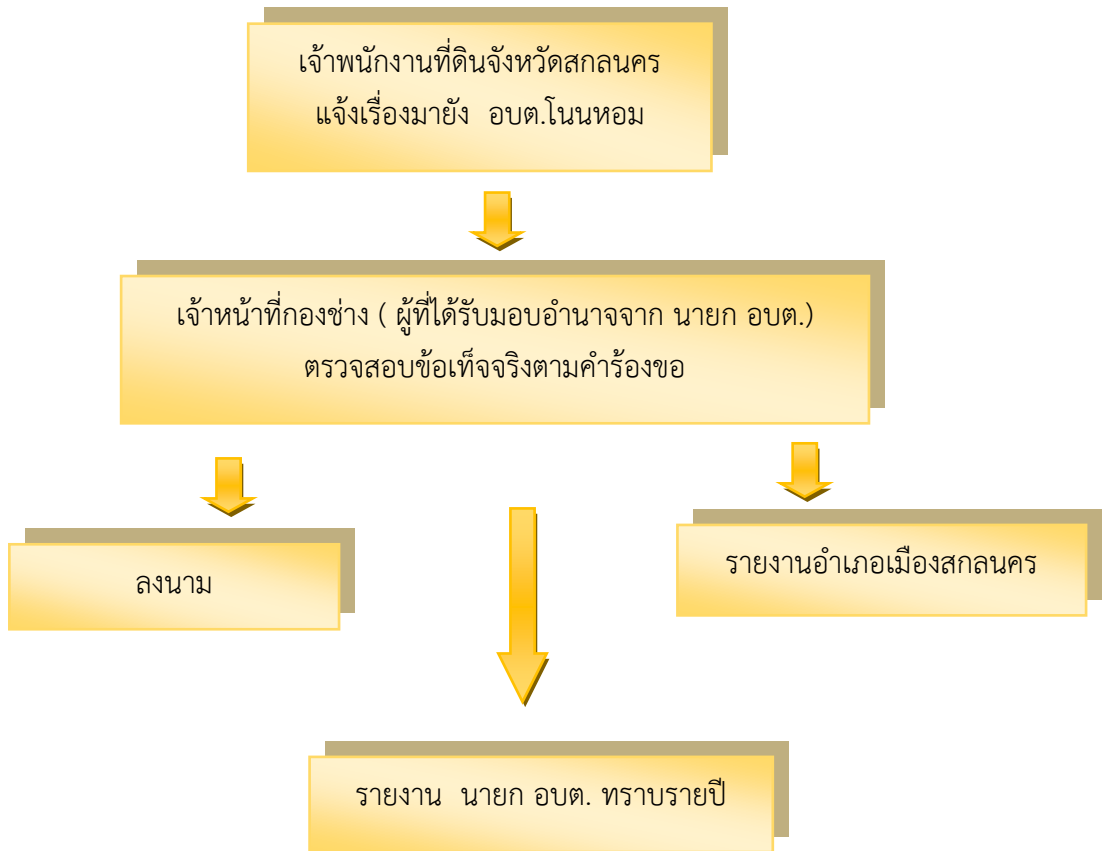 เจ้าพนักงานที่ดินจังหวัดสกลนคร
แจ้งเรื่องมายัง อบต.โนนหอม
เจ้าหน้าที่กองช่าง ( ผู้ที่ได้รับมอบอำนาจจาก นายก อบต.)
ตรวจสอบข้อเท็จจริงตามคำร้องขอ
ลงนาม
รายงานอำเภอเมืองสกลนคร
รายงาน นายก อบต. ทราบรายปี